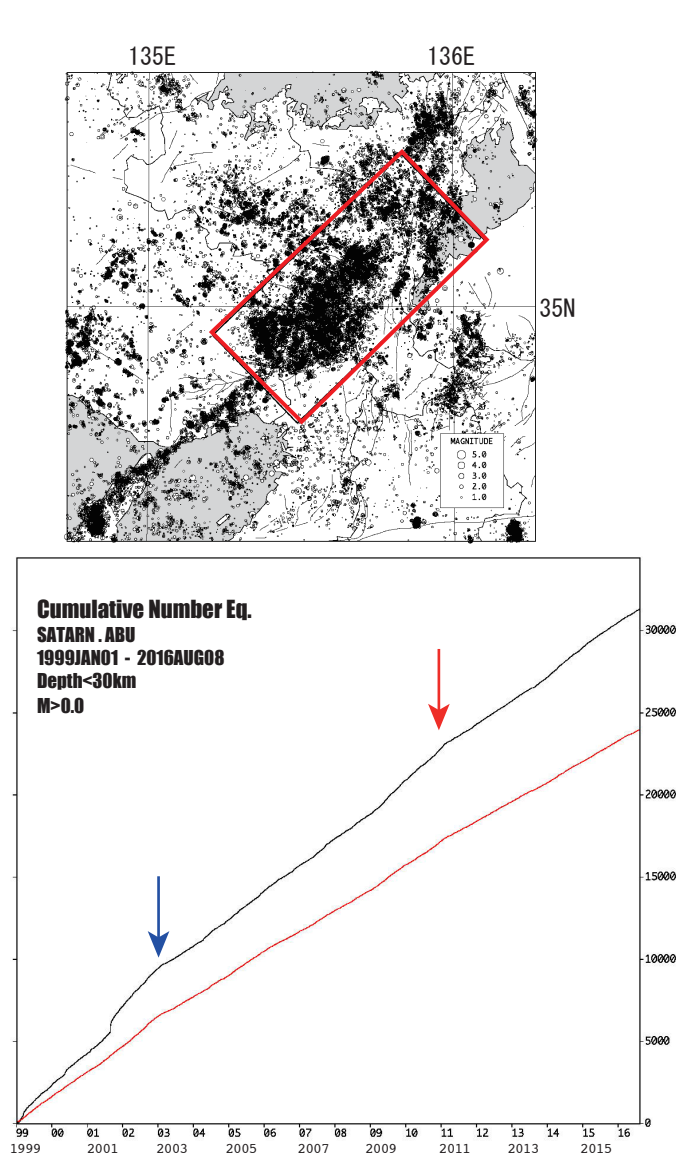 135E 136E
35N
MAGNITUDE
5.0
4.0
3.0
2.0
1.0
Cumulative Number Eq.
SATARN . ABU
1999JAN01 - 2016AUG08
Depth<30km
M>0.0
30000
25000
20000
15000
10000
5000
0
99 00 01 02 03 04 05 06 07 08 09 10 11 12 13 14 15 16
1999 2001 2003 2005 2007 2009 2011 2013 2015